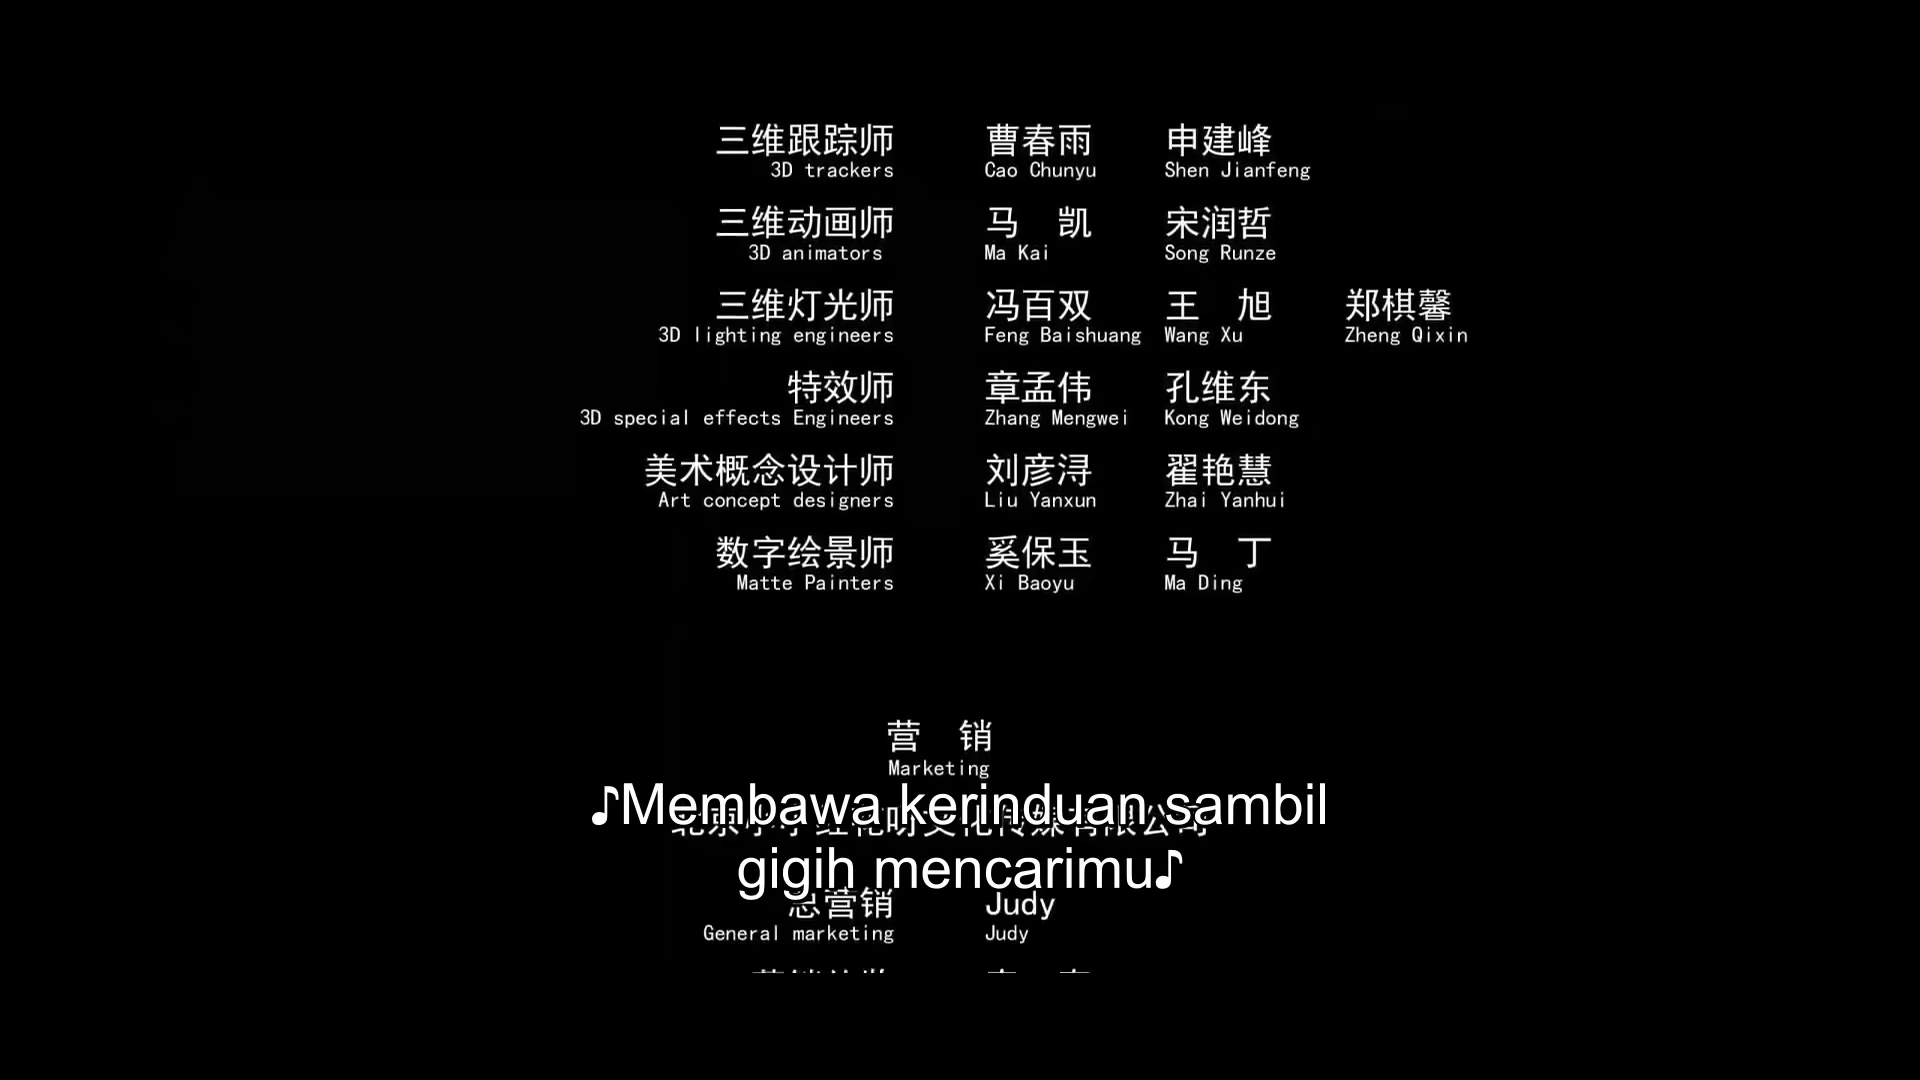 三维跟踪师 曹春雨 申建峰
3D trackers Cao Chunyu Shen Jianfeng
三维动画师 马 凯 宋润哲
3D animators Ma Kai Song Runze
三维灯光师 冯百双 王 旭 郑棋馨
3D lighting engineers Feng Baishuang Wang Xu Zheng Qixin
特效师 章孟伟 孔维东
3D special effects Engineers Zhang Mengwei Kong Weidong
美术概念设计师 刘彦浔 翟艳慧
Art concept designers Liu Yanxun Zhai Yanhui
数字绘景师 奚保玉 马 丁
Matte Painters Xi Baoyu Ma Ding
营 销
Marketing
♪Membawa kerinduan sambil
gigih mencarimu♪
总营销 Judy
General marketing Judy